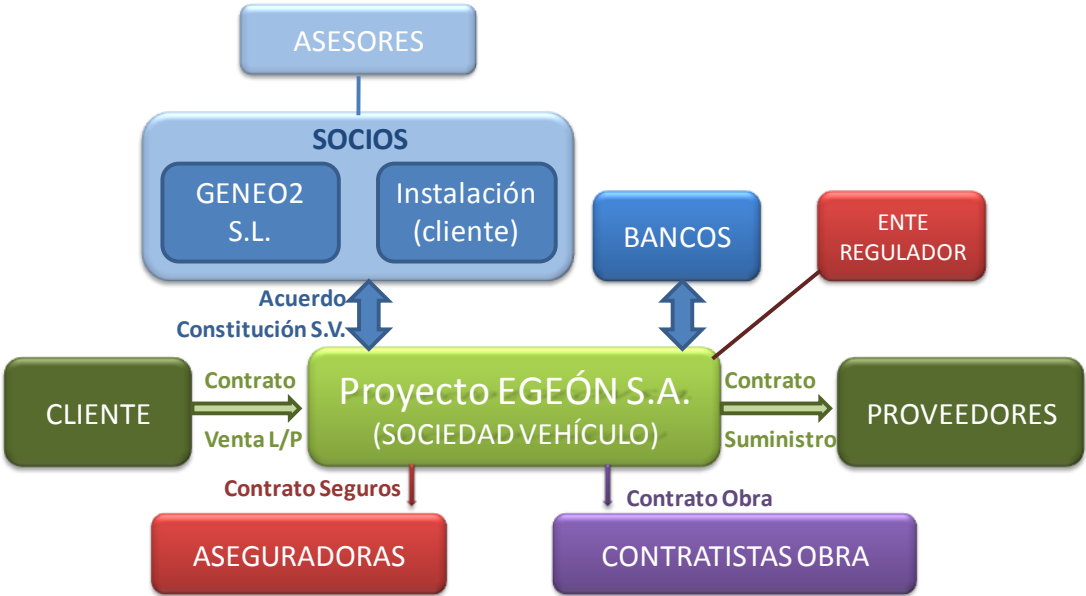 ASESORES
SOCIOS
GENEO2
S.L.
Instalación
(cliente)
BANCOS
ENTE
REGULADOR
Acuerdo
Constitución S.V.
CLIENTE
Contrato
Venta L/P
Proyecto EGEÓN S.A.
(SOCIEDAD VEHÍCULO)
Contrato
Suministro
PROVEEDORES
Contrato Seguros
Contrato Obra
ASEGURADORAS
CONTRATISTAS OBRA